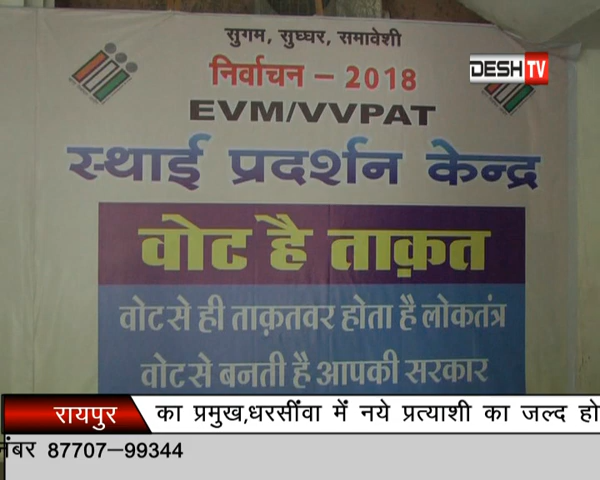 सुगम, सुघ्घर, समावेशी
निर्वाचन – 2018
DESH TV
EVM/VVPAT
स्थाई प्रदर्शन केन्द्र
वोट है ताक़त
वोट से ही ताक़तवर होता है लोकतंत्र
वोट से बनती है आपकी सरकार
रायपुर का प्रमुख,धरसींवा में नये प्रत्याशी का जल्द हो
87707–99344